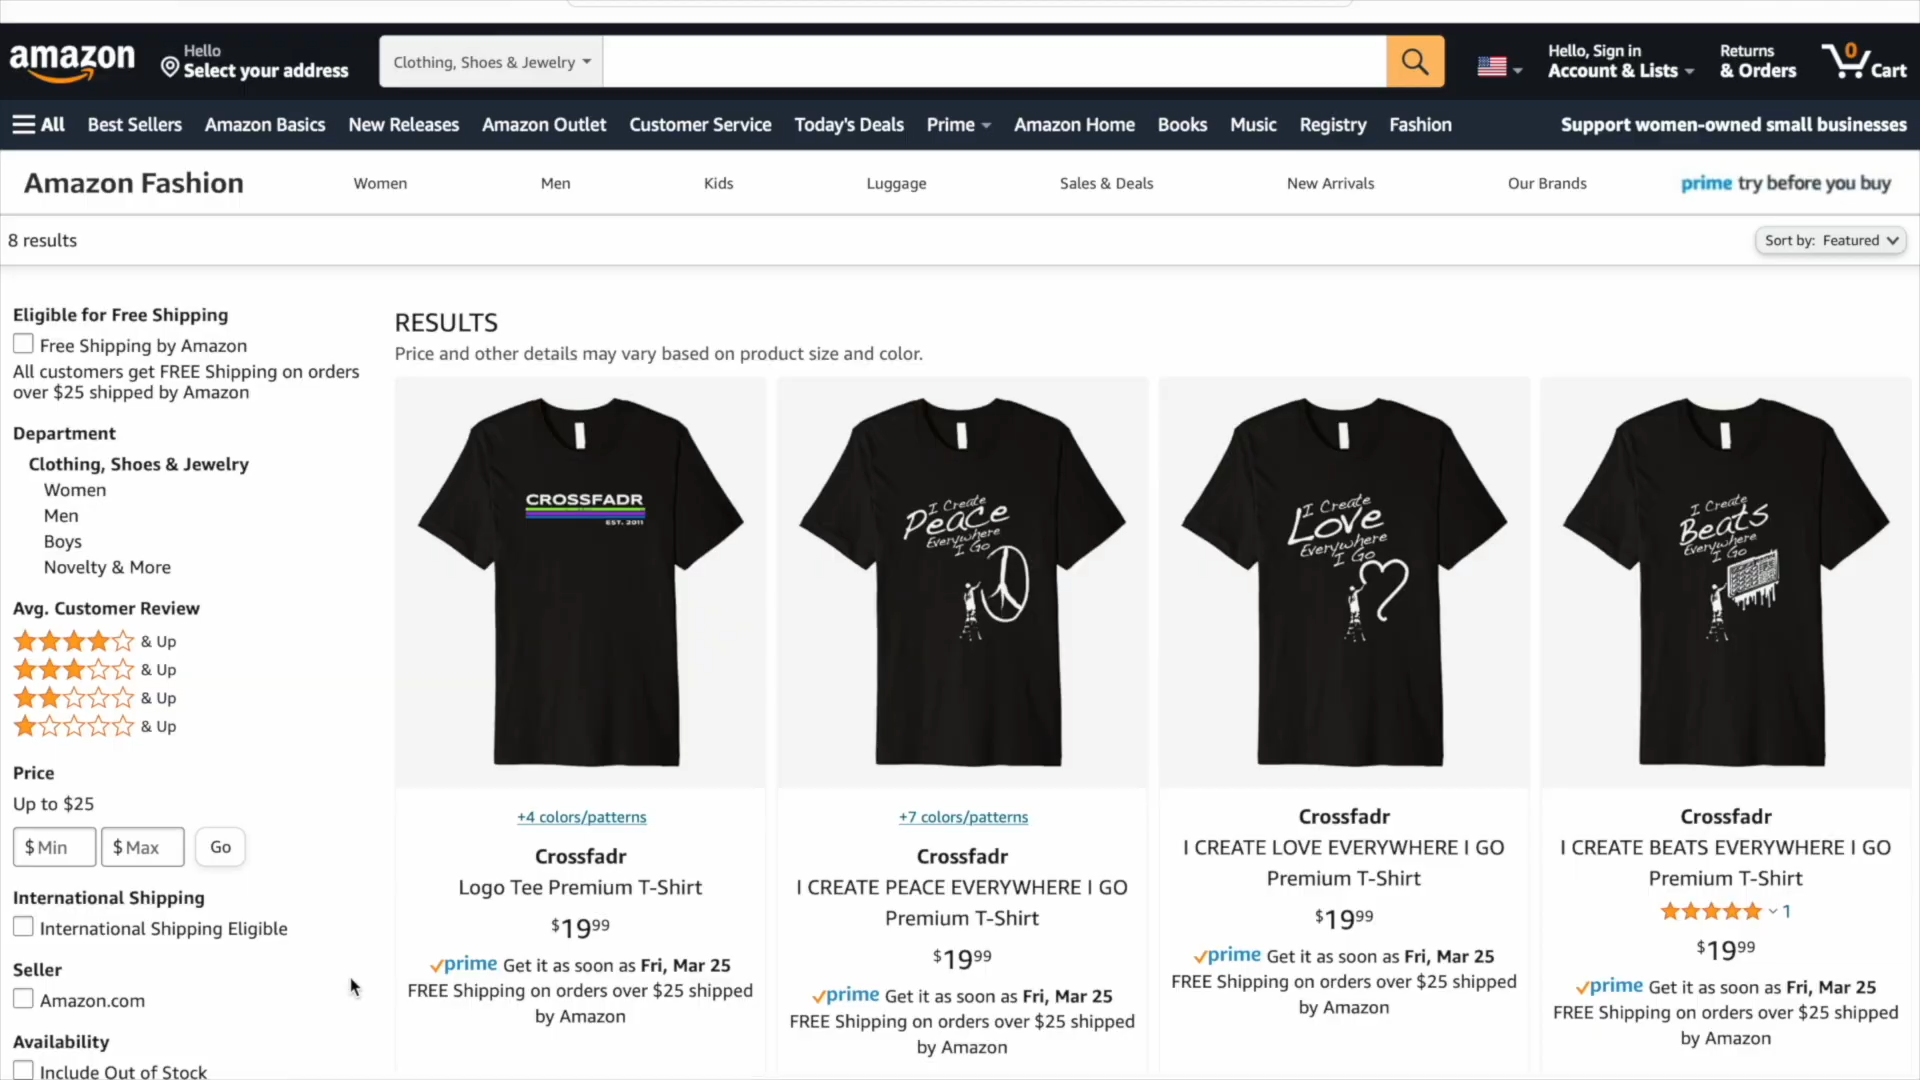 amazon
Hello
Select your address
Clothing, Shoes & Jewelry
Hello, Sign in
Account & Lists
Returns
& Orders
0
Cart
All
Best Sellers
Amazon Basics
New Releases
Amazon Outlet
Customer Service
Today's Deals
Prime
Amazon Home
Books
Music
Registry
Fashion
Support women-owned small businesses
Amazon Fashion
Women
Men
Kids
Luggage
Sales & Deals
New Arrivals
Our Brands
prime try before you buy
8 results
Sort by: Featured
Eligible for Free Shipping
Free Shipping by Amazon
All customers get FREE Shipping on orders
over $25 shipped by Amazon
Department
Clothing, Shoes & Jewelry
Women
Men
Boys
Novelty & More
Avg. Customer Review
& Up
& Up
& Up
& Up
Price
Up to $25
$ Min
$ Max
Go
International Shipping
International Shipping Eligible
Seller
Amazon.com
Availability
Include Out of Stock
RESULTS
Price and other details may vary based on product size and color.
CROSSFADR
EST. 2011
+4 colors/patterns
Crossfadr
Logo Tee Premium T-Shirt
$19.99
prime Get it as soon as Fri, Mar 25
FREE Shipping on orders over $25 shipped
by Amazon
I Create
Peace
Everywhere
I Go
+7 colors/patterns
Crossfadr
I CREATE PEACE EVERYWHERE I GO
Premium T-Shirt
$19.99
prime Get it as soon as Fri, Mar 25
FREE Shipping on orders over $25 shipped
by Amazon
I Create
Love
Everywhere
I Go
Crossfadr
I CREATE LOVE EVERYWHERE I GO
Premium T-Shirt
$19.99
prime Get it as soon as Fri, Mar 25
FREE Shipping on orders over $25 shipped
by Amazon
I Create
Beats
Everywhere
I Go
Crossfadr
I CREATE BEATS EVERYWHERE I GO
Premium T-Shirt
1
$19.99
prime Get it as soon as Fri, Mar 25
FREE Shipping on orders over $25 shipped
by Amazon